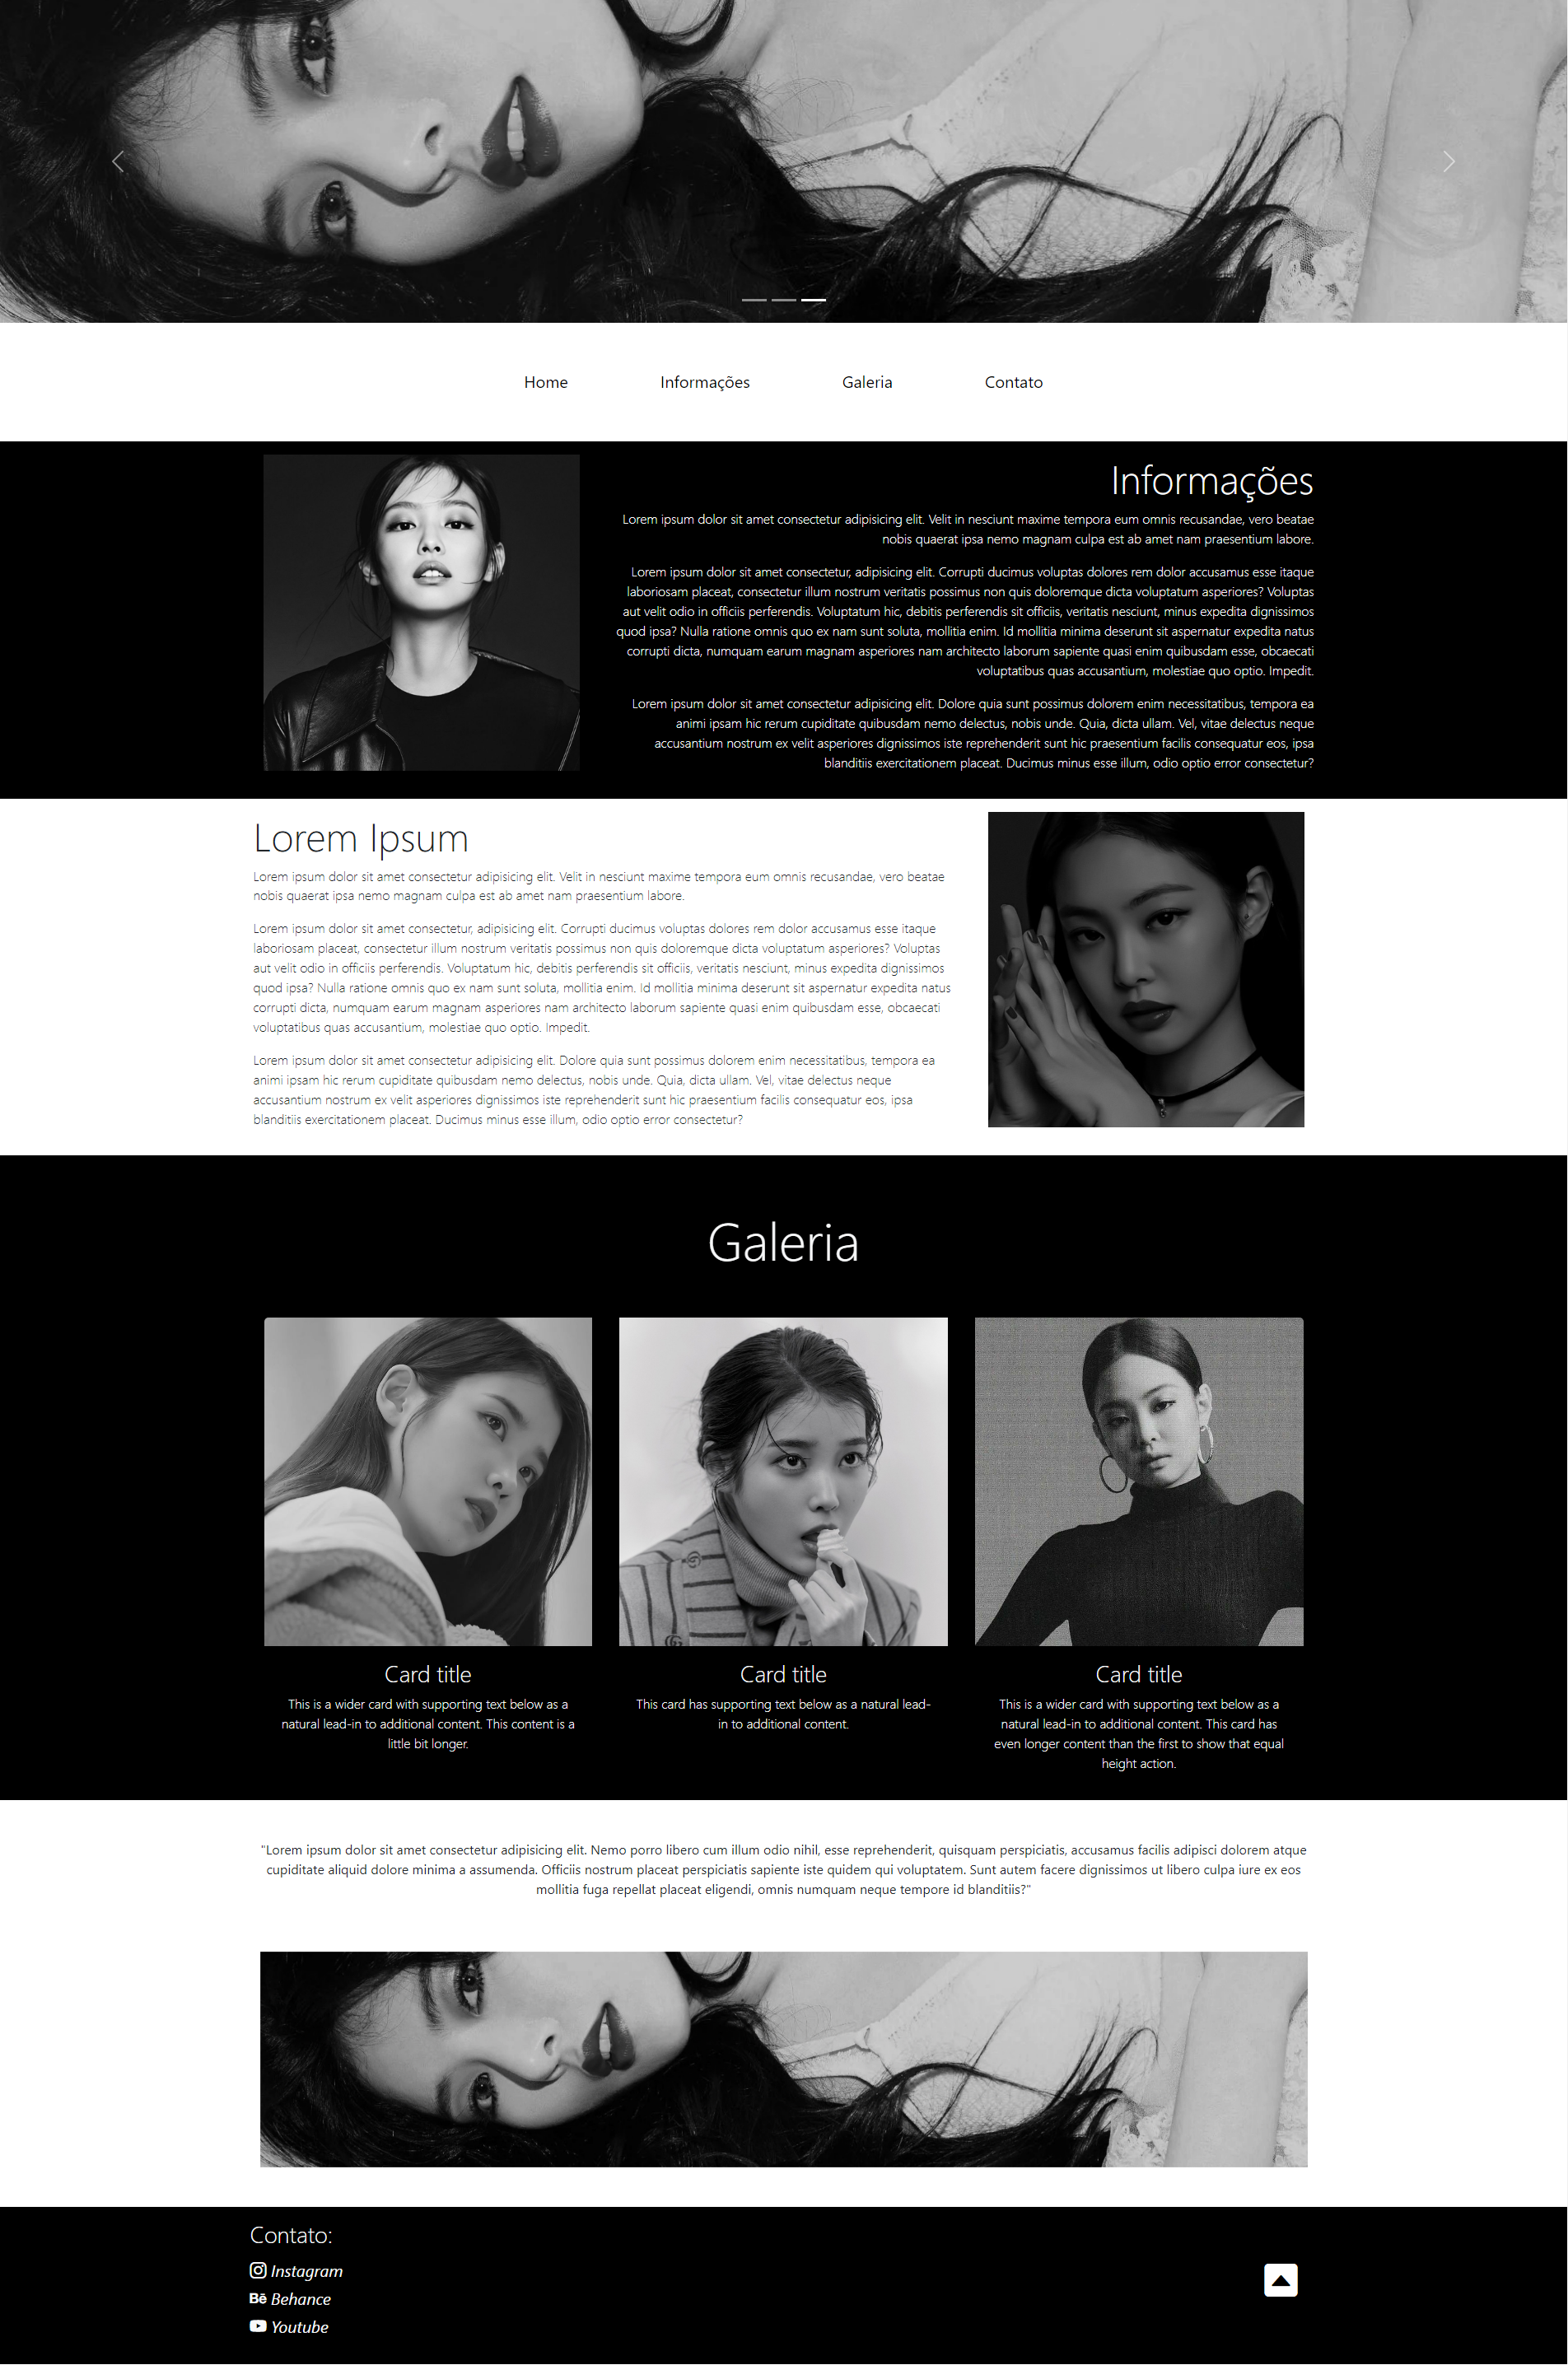 Home Informações Galeria Contato
Informações
Lorem ipsum dolor sit amet consectetur adipisicing elit. Velit in nesciunt maxime tempora eum omnis recusandae, vero beatae
nobis quaerat ipsa nemo magnam culpa est ab amet nam praesentium labore.
Lorem ipsum dolor sit amet consectetur, adipisicing elit. Corrupti ducimus voluptas dolores rem dolor accusamus esse itaque
laboriosam placeat, consectetur illum nostrum veritatis possimus non quis doloremque dicta voluptatum asperiores? Voluptas
aut velit odio in officiis perferendis. Voluptatum hic, debitis perferendis sit officiis, veritatis nesciunt, minus expedita dignissimos
quod ipsa? Nulla ratione omnis quo ex nam sunt soluta, mollitia enim. Id mollitia minima deserunt sit aspernatur expedita natus
corrupti dicta, numquam earum magnam asperiores nam architecto laborum sapiente quasi enim quibusdam esse, obcaecati
voluptatibus quas accusantium, molestiae quo optio. Impedit.
Lorem ipsum dolor sit amet consectetur adipisicing elit. Dolore quia sunt possimus dolorem enim necessitatibus, tempora ea
animi ipsam hic rerum cupiditate quibusdam nemo delectus, nobis unde. Quia, dicta ullam. Vel, vitae delectus neque
accusantium nostrum ex velit asperiores dignissimos iste reprehenderit sunt hic praesentium facilis consequatur eos, ipsa
blanditiis exercitationem placeat. Ducimus minus esse illum, odio optio error consectetur?
Lorem Ipsum
Lorem ipsum dolor sit amet consectetur adipisicing elit. Velit in nesciunt maxime tempora eum omnis recusandae, vero beatae
nobis quaerat ipsa nemo magnam culpa est ab amet nam praesentium labore.
Lorem ipsum dolor sit amet consectetur, adipisicing elit. Corrupti ducimus voluptas dolores rem dolor accusamus esse itaque
laboriosam placeat, consectetur illum nostrum veritatis possimus non quis doloremque dicta voluptatum asperiores? Voluptas
aut velit odio in officiis perferendis. Voluptatum hic, debitis perferendis sit officiis, veritatis nesciunt, minus expedita dignissimos
quod ipsa? Nulla ratione omnis quo ex nam sunt soluta, mollitia enim. Id mollitia minima deserunt sit aspernatur expedita natus
corrupti dicta, numquam earum magnam asperiores nam architecto laborum sapiente quasi enim quibusdam esse, obcaecati
voluptatibus quas accusantium, molestiae quo optio. Impedit.
Lorem ipsum dolor sit amet consectetur adipisicing elit. Dolore quia sunt possimus dolorem enim necessitatibus, tempora ea
animi ipsam hic rerum cupiditate quibusdam nemo delectus, nobis unde. Quia, dicta ullam. Vel, vitae delectus neque
accusantium nostrum ex velit asperiores dignissimos iste reprehenderit sunt hic praesentium facilis consequatur eos, ipsa
blanditiis exercitationem placeat. Ducimus minus esse illum, odio optio error consectetur?
Galeria
Card title
This is a wider card with supporting text below as a
natural lead-in to additional content. This content is a
little bit longer.
Card title
This card has supporting text below as a natural lead-
in to additional content.
Card title
This is a wider card with supporting text below as a
natural lead-in to additional content. This card has
even longer content than the first to show that equal
height action.
"Lorem ipsum dolor sit amet consectetur adipisicing elit. Nemo porro libero cum illum odio nihil, esse reprehenderit, quisquam perspiciatis, accusamus facilis adipisci dolorem atque
cupiditate aliquid dolore minima a assumenda. Officiis nostrum placeat perspiciatis sapiente iste quidem qui voluptatem. Sunt autem facere dignissimos ut libero culpa iure ex eos
mollitia fuga repellat placeat eligendi, omnis numquam neque tempore id blanditiis?"
Contato:
Instagram
Bē Behance
Youtube